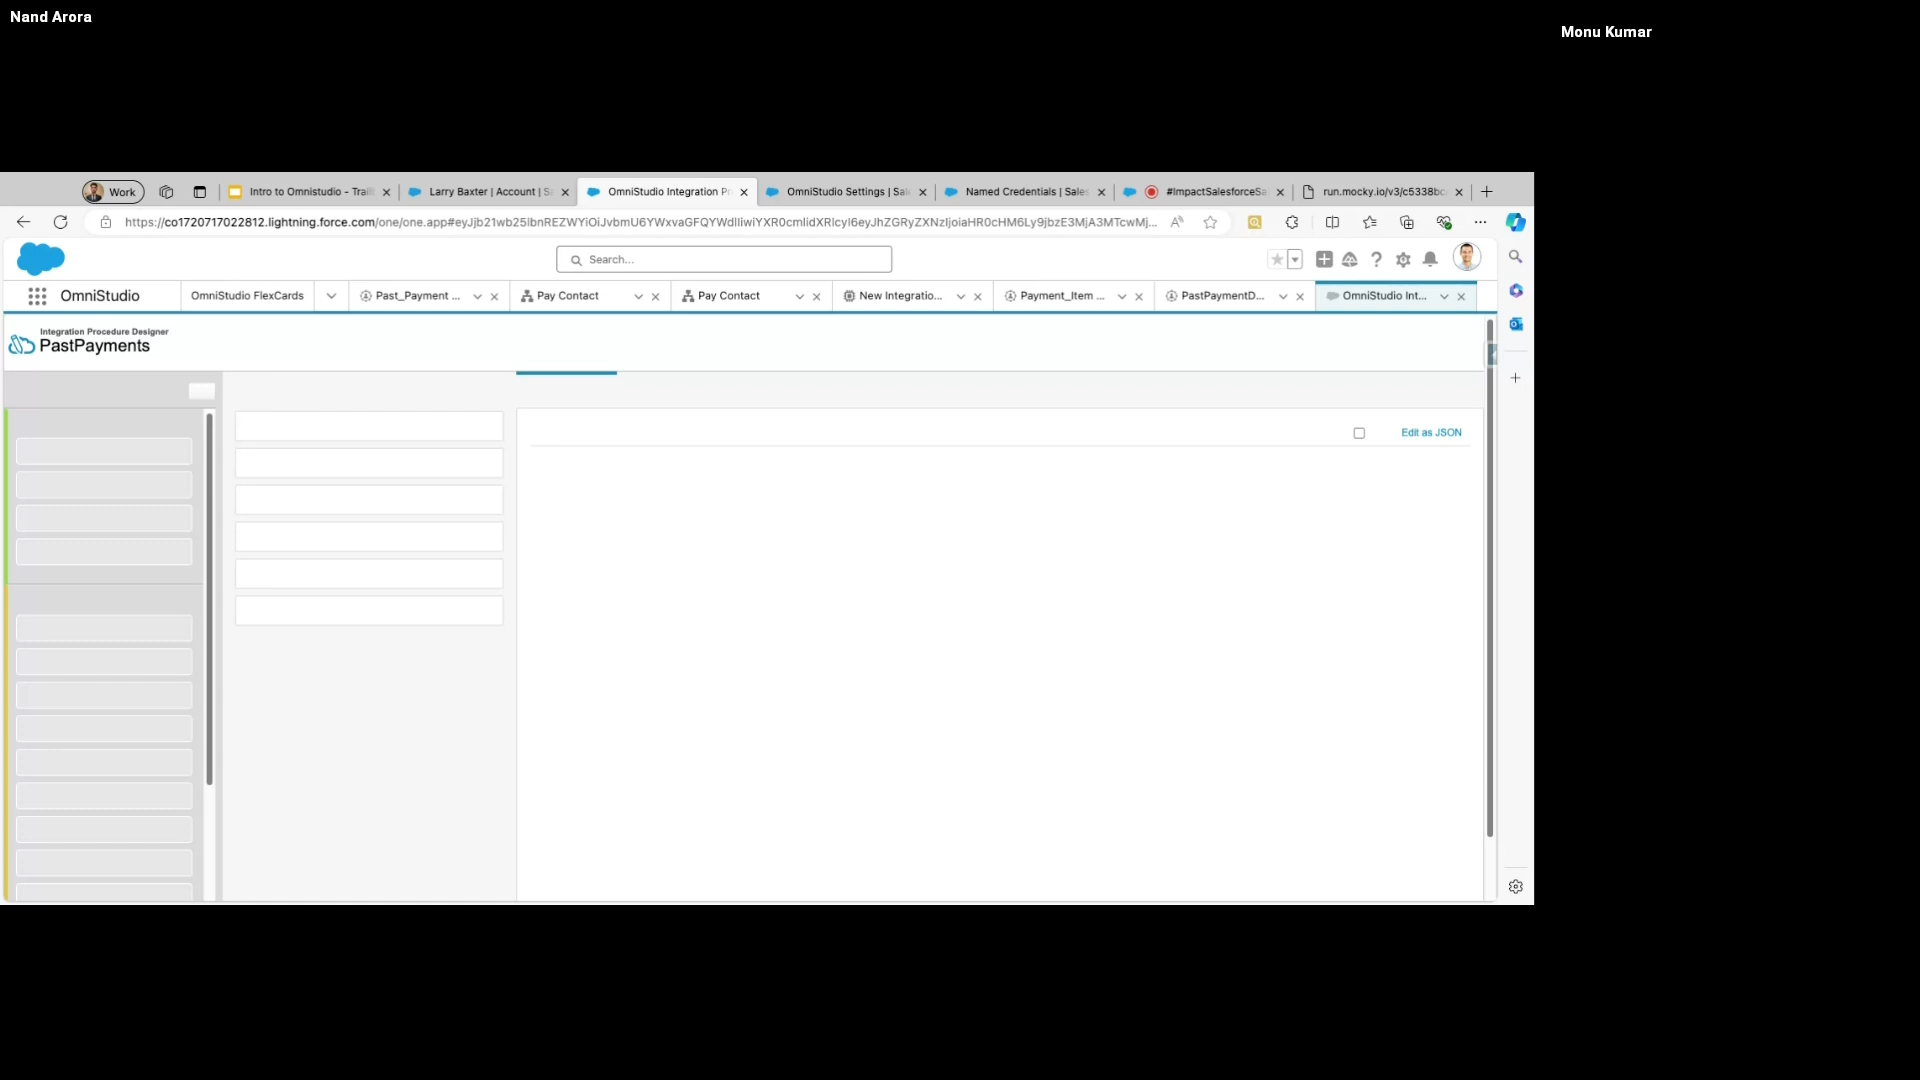 Nand Arora
Monu Kumar
Work
Intro to Omnistudio - Trail
Larry Baxter | Account | Sa
OmniStudio Integration Pr
OmniStudio Settings | Sal
Named Credentials | Sales
#ImpactSalesforceSa
run.mocky.io/v3/c5338bc
https://co1720717022812.lightning.force.com/one/one.app#eyJjb21wb25lbnREZWYiOiJvbmU6YWxvaGFQYWdlIiwiYXR0cmlidXRlcyI6eyJhZGRyZXNzIjoiaHR0cHM6Ly9jbzE3MjA3MTcwMj...
Search...
OmniStudio
OmniStudio FlexCards
Past_Payment ...
Pay Contact
Pay Contact
New Integratio...
Payment_Item ...
PastPaymentD...
OmniStudio Int...
Integration Procedure Designer
PastPayments
Edit as JSON